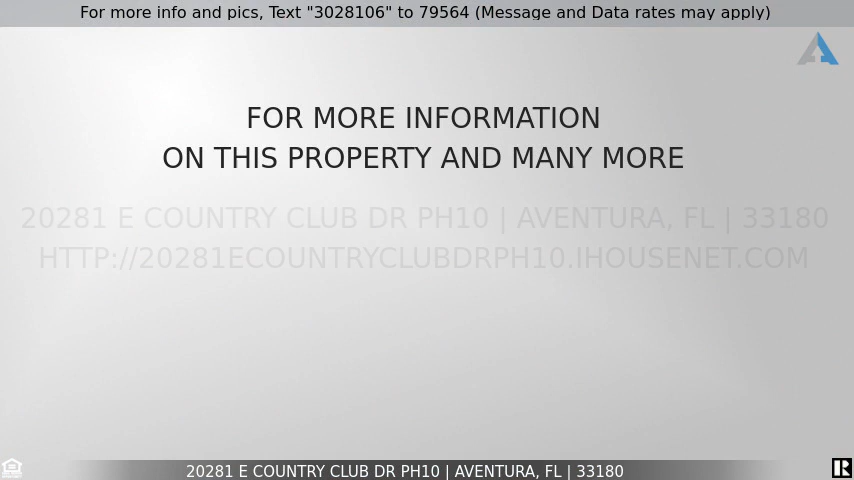 For more info and pics, Text "3028106" to 79564 (Message and Data rates may apply)
FOR MORE INFORMATION
ON THIS PROPERTY AND MANY MORE
20281 E COUNTRY CLUB DR PH10 | AVENTURA, FL | 33180
HTTP://20281ECOUNTRYCLUBDRPH10.IHOUSENET.COM
20281 E COUNTRY CLUB DR PH10 | AVENTURA, FL | 33180